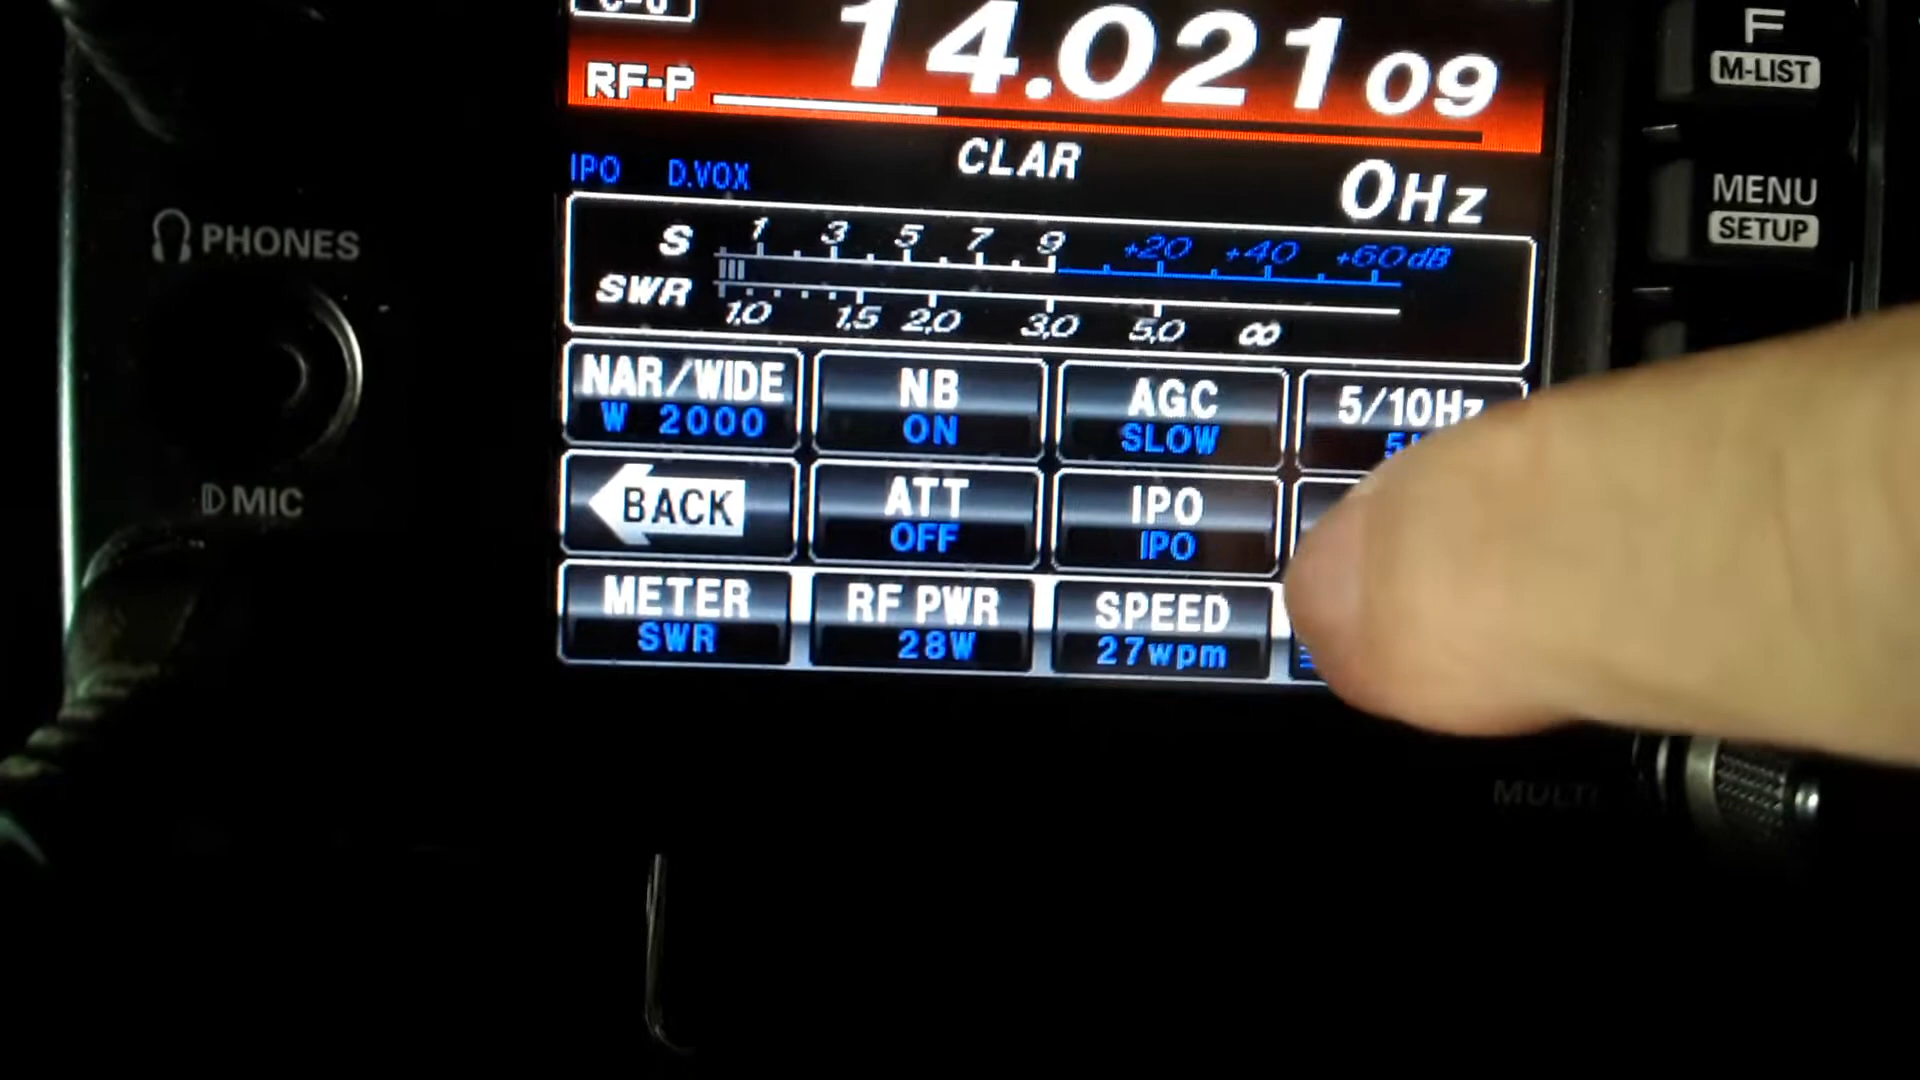 14.02109
RF-P
CLAR
0Hz
IPO D.VOX
S 1 3 5 7 9 +20 +40 +60dB
SWR 1.0 1.5 2.0 3.0 5.0 ∞
NAR/WIDE NB AGC 5/10Hz
W 2000 ON SLOW
BACK ATT IPO
OFF IPO
METER RF PWR SPEED
SWR 28W 27wpm
PHONES
MIC
F
M-LIST
MENU
SETUP
MULTI